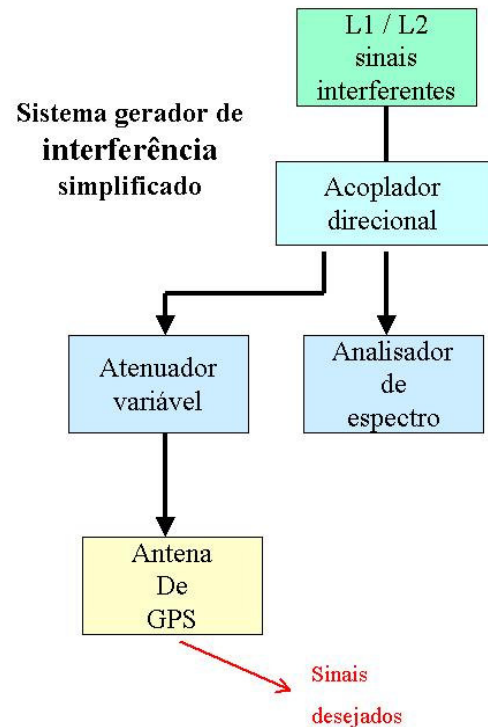 L1 / L2
sinais
interferentes
Sistema gerador de
interferência
simplificado
Acoplador
direcional
Atenuador
variável
Analisador
de
espectro
Antena
De
GPS
Sinais
desejados